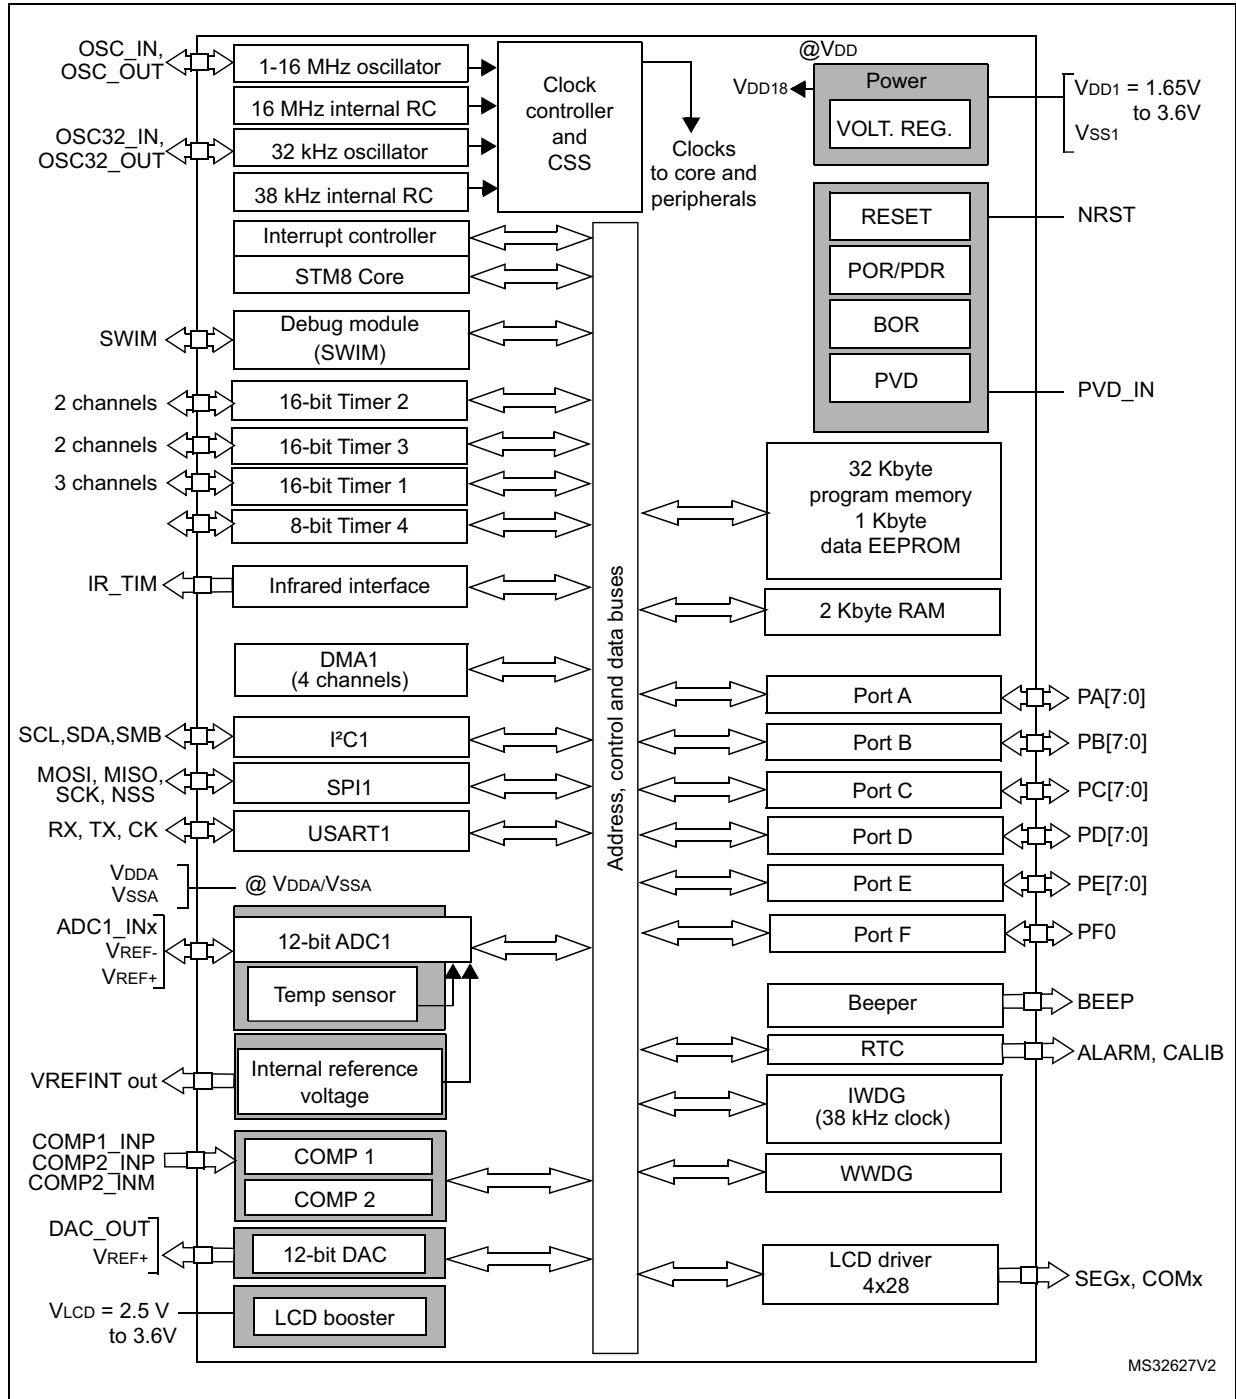 OSC_IN,
OSC_OUT
1-16 MHz oscillator
16 MHz internal RC
OSC32_IN,
OSC32_OUT
32 kHz oscillator
38 kHz internal RC
Clock
controller
and
CSS
Clocks
to core and
peripherals
@VDD
VDD18
Power
VOLT. REG.
VDD1 = 1.65V
to 3.6V
VSS1
RESET
NRST
POR/PDR
BOR
PVD
PVD_IN
Interrupt controller
STM8 Core
SWIM
Debug module
(SWIM)
2 channels
16-bit Timer 2
2 channels
16-bit Timer 3
3 channels
16-bit Timer 1
8-bit Timer 4
IR_TIM
Infrared interface
DMA1
(4 channels)
SCL,SDA,SMB
I²C1
MOSI, MISO,
SCK, NSS
SPI1
RX, TX, CK
USART1
VDDA
VSSA
@ VDDA/VSSA
ADC1_INx
VREF-
VREF+
12-bit ADC1
Temp sensor
VREFINT out
Internal reference
voltage
COMP1_INP
COMP2_INP
COMP2_INM
COMP 1
COMP 2
DAC_OUT
VREF+
12-bit DAC
VLCD = 2.5 V
to 3.6V
LCD booster
Address, control and data buses
32 Kbyte
program memory
1 Kbyte
data EEPROM
2 Kbyte RAM
Port A
PA[7:0]
Port B
PB[7:0]
Port C
PC[7:0]
Port D
PD[7:0]
Port E
PE[7:0]
Port F
PF0
Beeper
BEEP
RTC
ALARM, CALIB
IWDG
(38 kHz clock)
WWDG
LCD driver
4x28
SEGx, COMx
MS32627V2